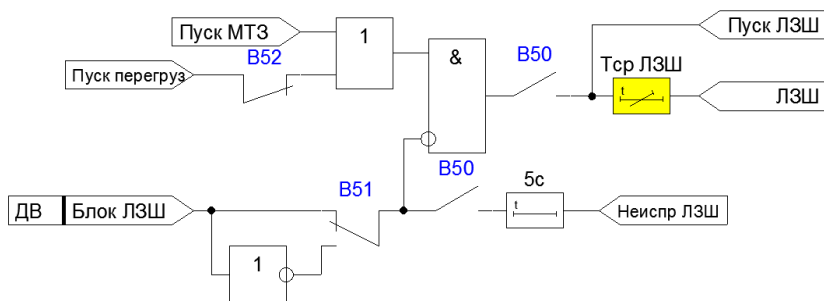 Пуск МТЗ
Пуск ЛЗШ
B52
1
&
B50
Тср ЛЗШ
Пуск перегруз
t
ЛЗШ
B50
5с
B51
ДВ
Блок ЛЗШ
t
Неиспр ЛЗШ
1